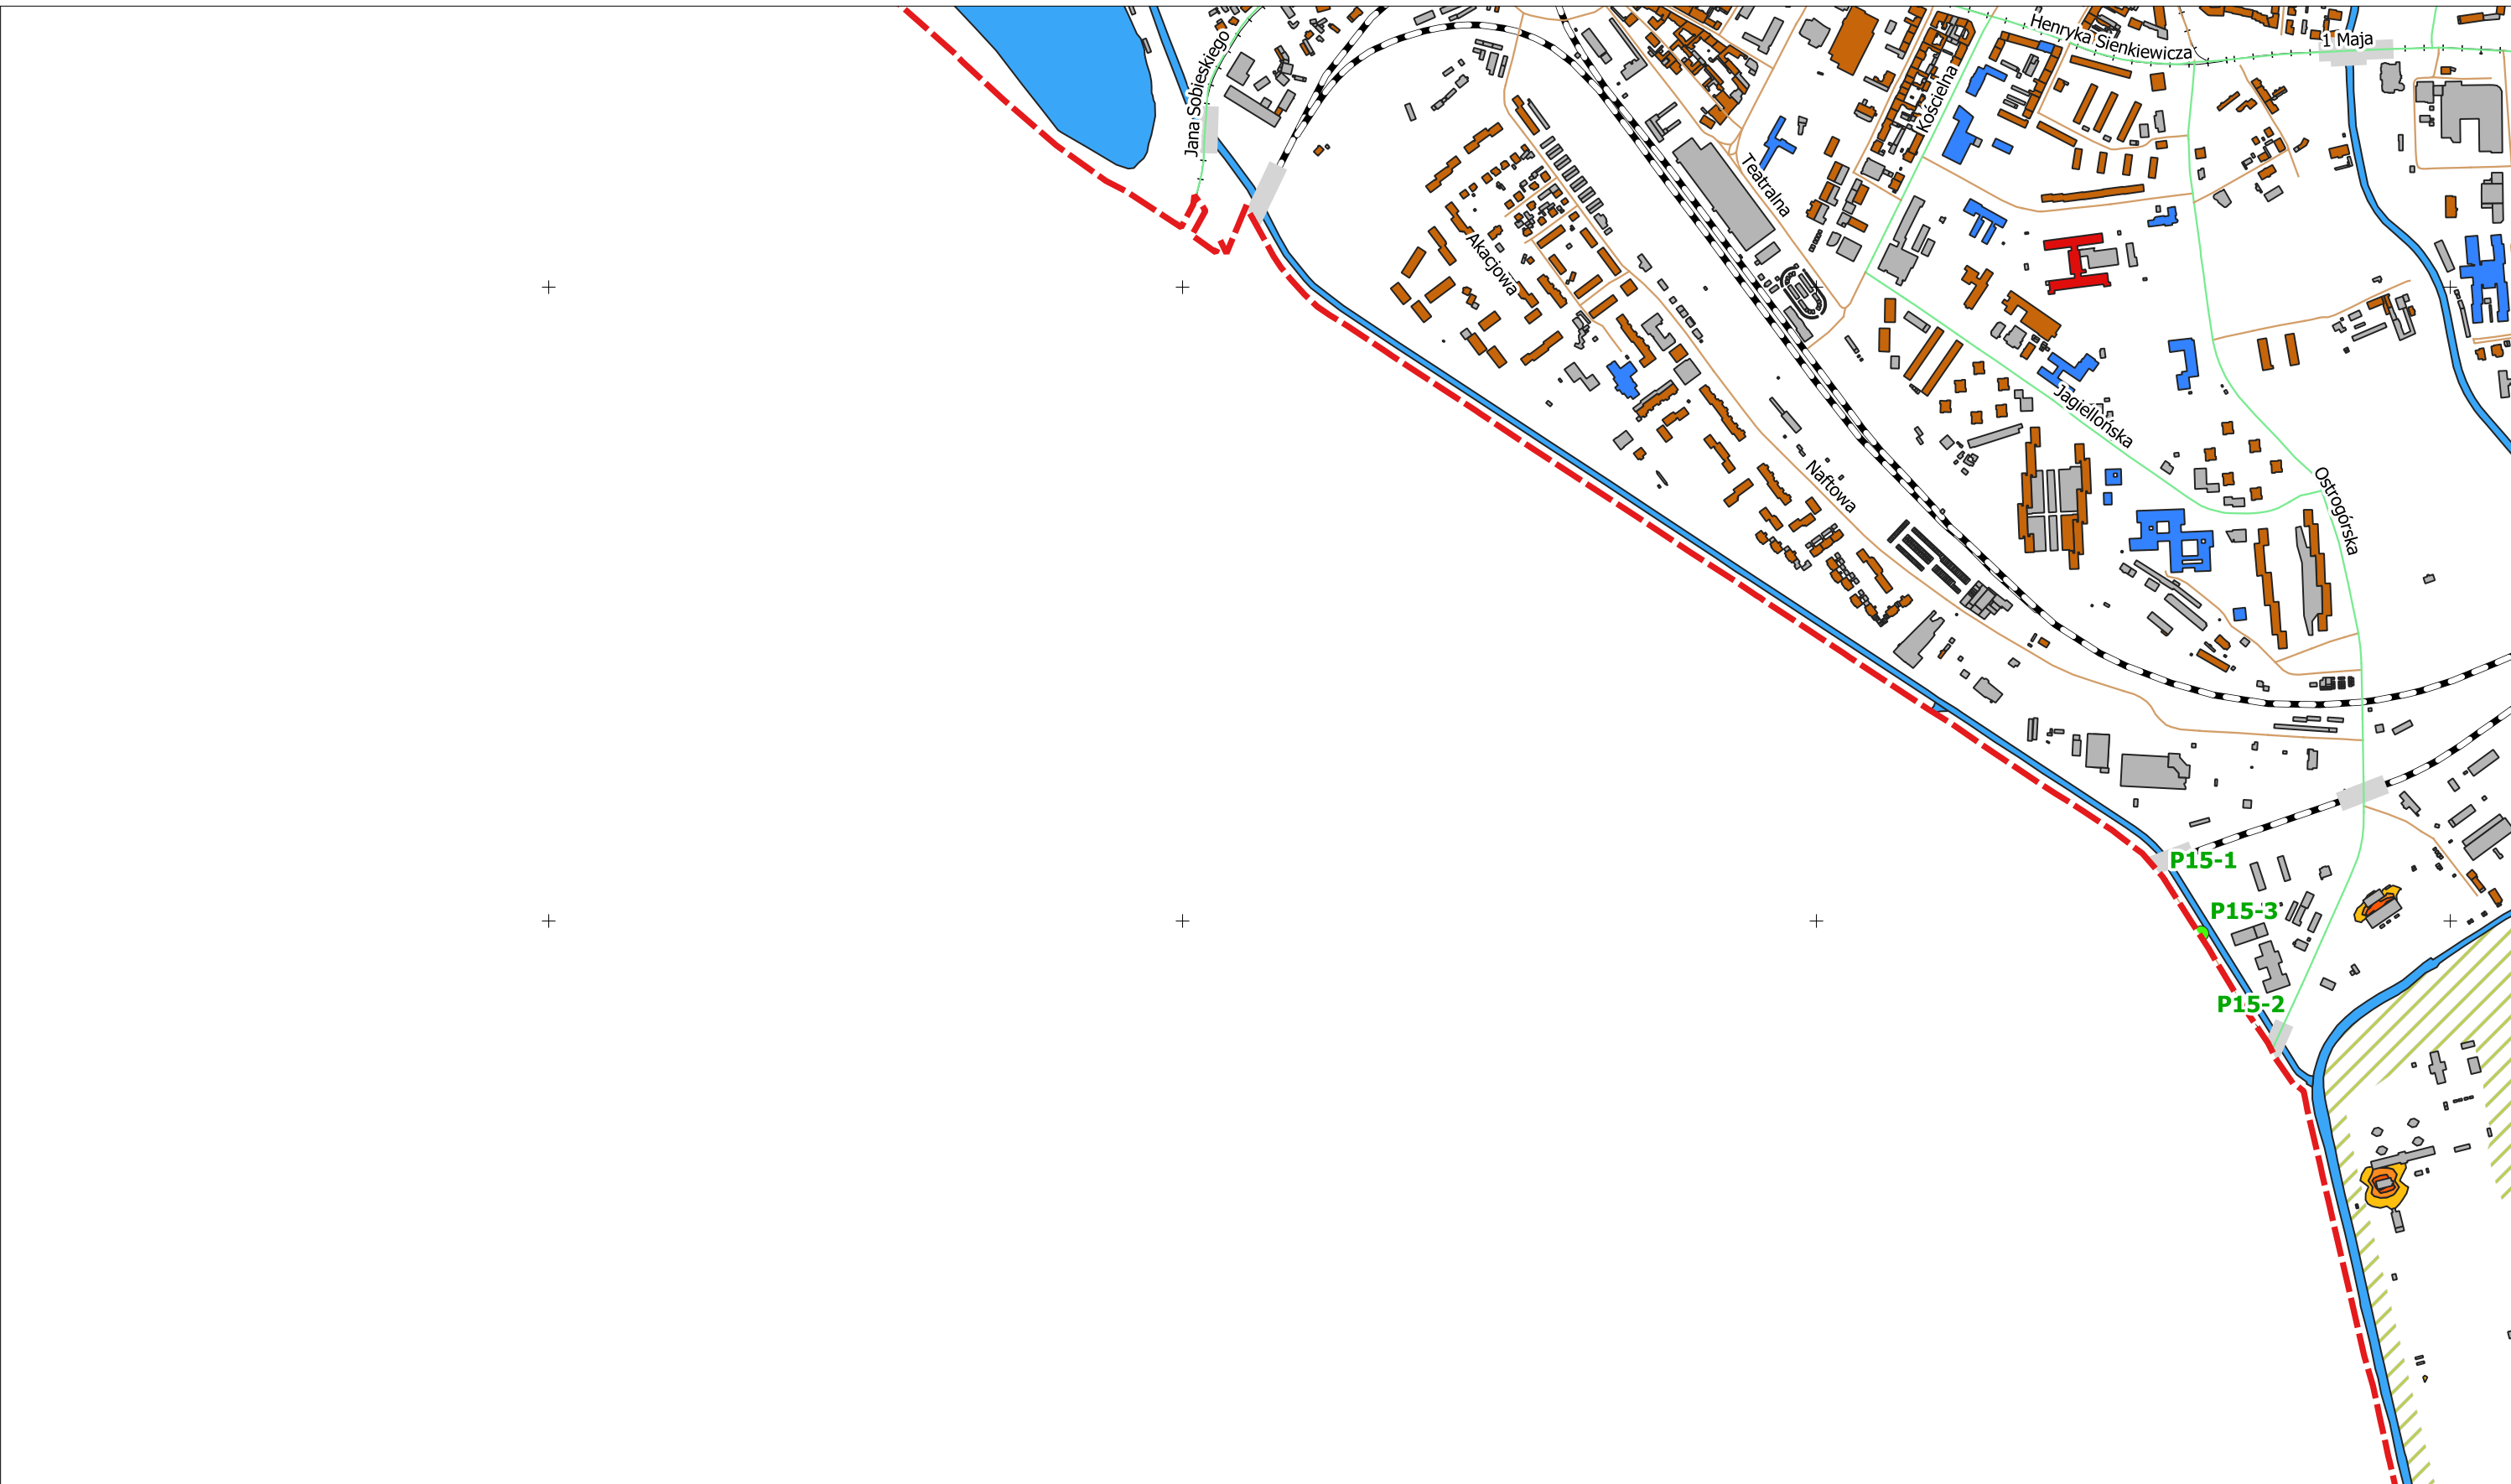 Henryka Sienkiewicza
1 Maja
Jana Sobieskiego
Kościelna
Teatralna
Akacjowa
Jagiellońska
Naftowa
Ostrogórska
P15-1
P15-3
P15-2